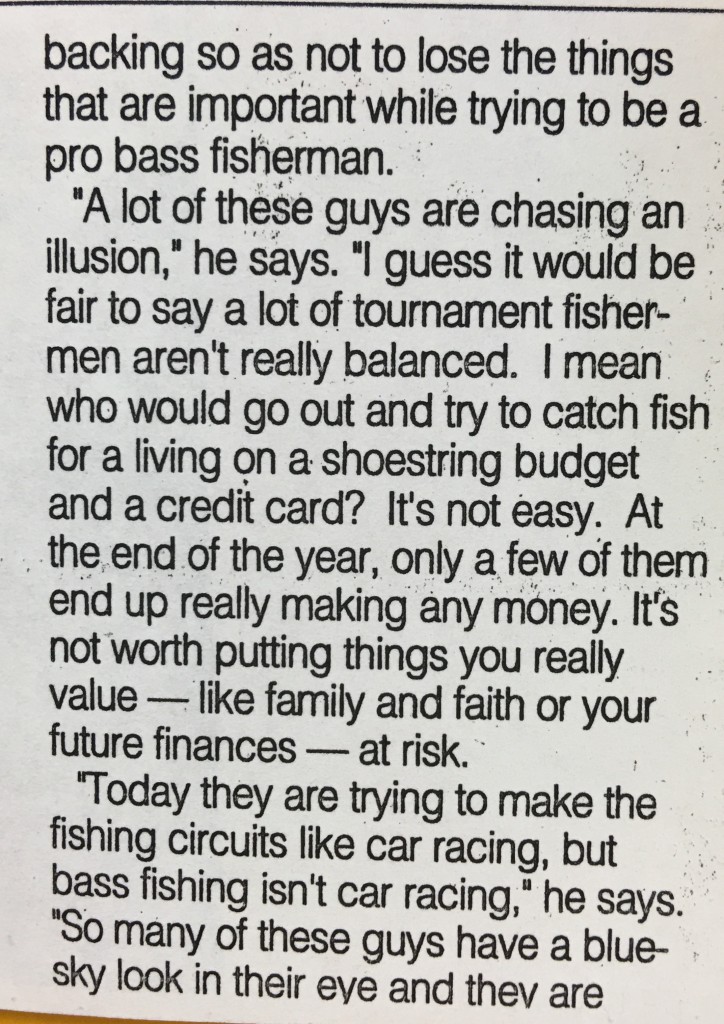 backing so as not to lose the things
that are important while trying to be a
pro bass fisherman.
"A lot of these guys are chasing an
illusion," he says. "I guess it would be
fair to say a lot of tournament fisher-
men aren't really balanced.  I mean
who would go out and try to catch fish
for a living on a shoestring budget
and a credit card?  It's not easy.  At
the end of the year, only a few of them
end up really making any money. It's
not worth putting things you really
value — like family and faith or your
future finances — at risk.
"Today they are trying to make the
fishing circuits like car racing, but
bass fishing isn't car racing," he says.
"So many of these guys have a blue-
sky look in their eye and they are